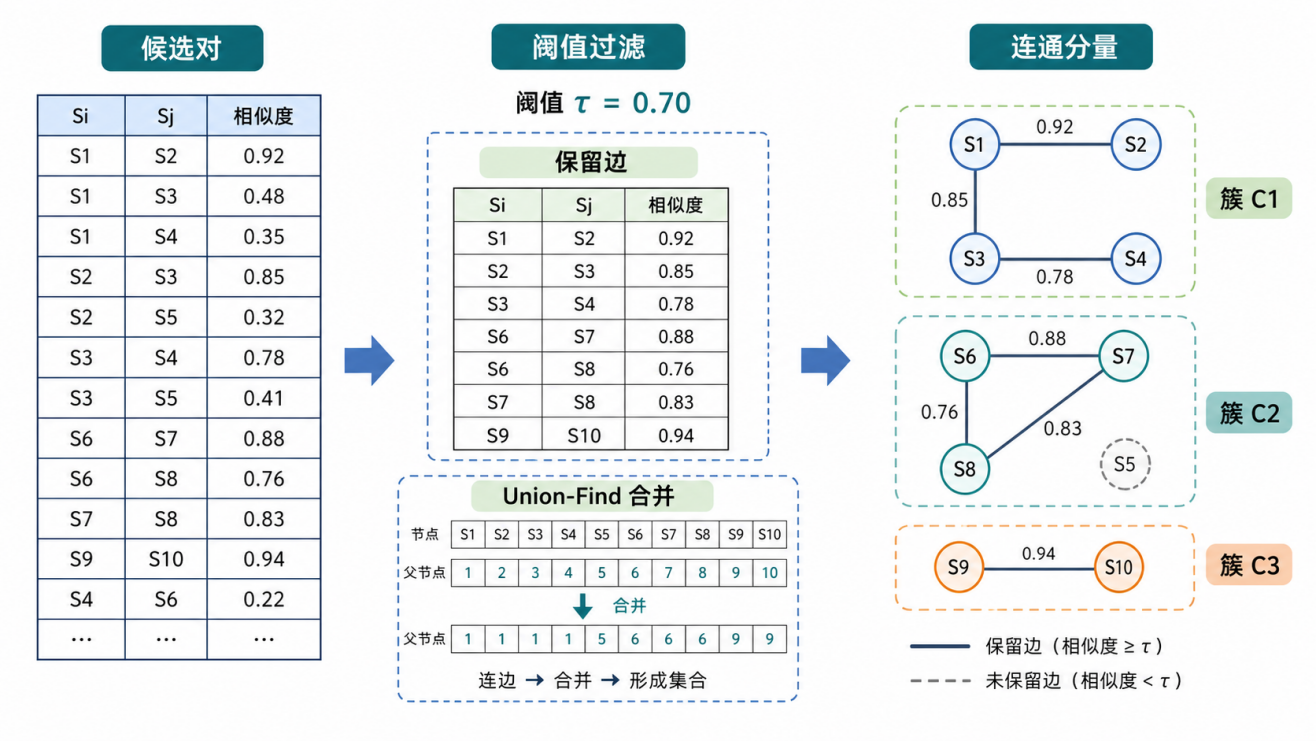 候选对
Si Sj 相似度
S1 S2 0.92
S1 S3 0.48
S1 S4 0.35
S2 S3 0.85
S2 S5 0.32
S3 S4 0.78
S3 S5 0.41
S6 S7 0.88
S6 S8 0.76
S7 S8 0.83
S9 S10 0.94
S4 S6 0.22
... ... ...
阀值过滤
阀值 τ = 0.70
保留边
Si Sj 相似度
S1 S2 0.92
S2 S3 0.85
S3 S4 0.78
S6 S7 0.88
S6 S8 0.76
S7 S8 0.83
S9 S10 0.94
Union-Find 合并
节点 S1 S2 S3 S4 S5 S6 S7 S8 S9 S10
父节点 1 2 3 4 5 6 7 8 9 10
合并
父节点 1 1 1 1 5 6 6 6 9 9
连边 → 合并 → 形成集合
连通分量
S1 0.92 S2
0.85
S3 0.78 S4
簇 C1
S6 0.88 S7
0.76 0.83
S8 S5
簇 C2
S9 0.94 S10
簇 C3
保留边（相似度 ≥ τ）
未保留边（相似度 < τ）